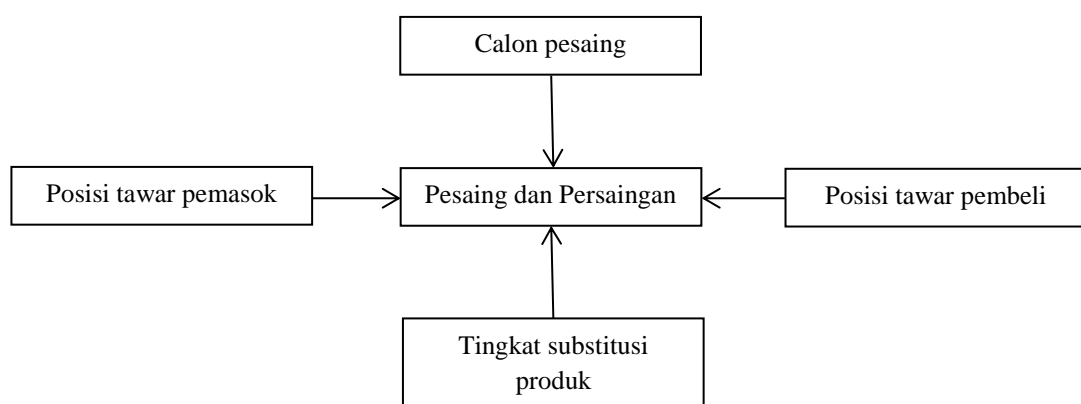 Calon pesaing
Posisi tawar pemasok
Pesaing dan Persaingan
Posisi tawar pembeli
Tingkat substitusi
produk